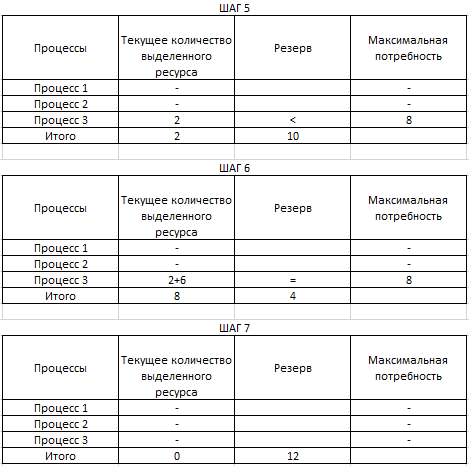 ШАГ 5
Процессы Текущее количество выделенного ресурса Резерв Максимальная потребность
Процесс 1 - -
Процесс 2 - -
Процесс 3 2 < 8
Итого 2 10
ШАГ 6
Процессы Текущее количество выделенного ресурса Резерв Максимальная потребность
Процесс 1 - -
Процесс 2 - -
Процесс 3 2+6 = 8
Итого 8 4
ШАГ 7
Процессы Текущее количество выделенного ресурса Резерв Максимальная потребность
Процесс 1 - -
Процесс 2 - -
Процесс 3 - -
Итого 0 12